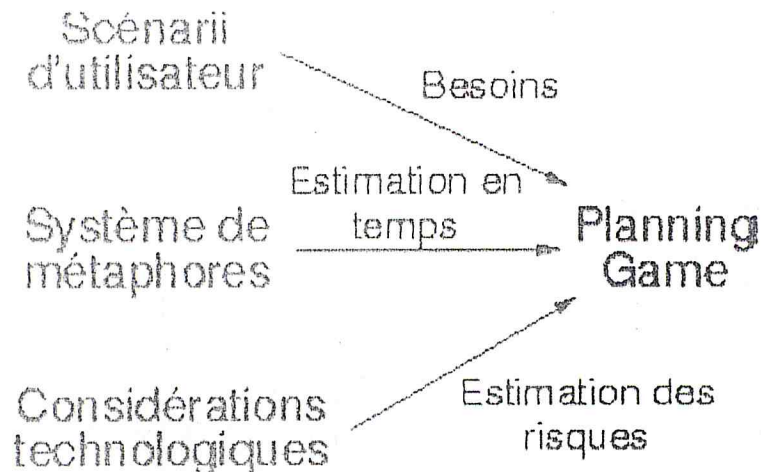 Scénarii
d'utilisateur
Besoins
Estimation en
temps
Système de
métaphores
Planning
Game
Considérations
technologiques
Estimation des
risques